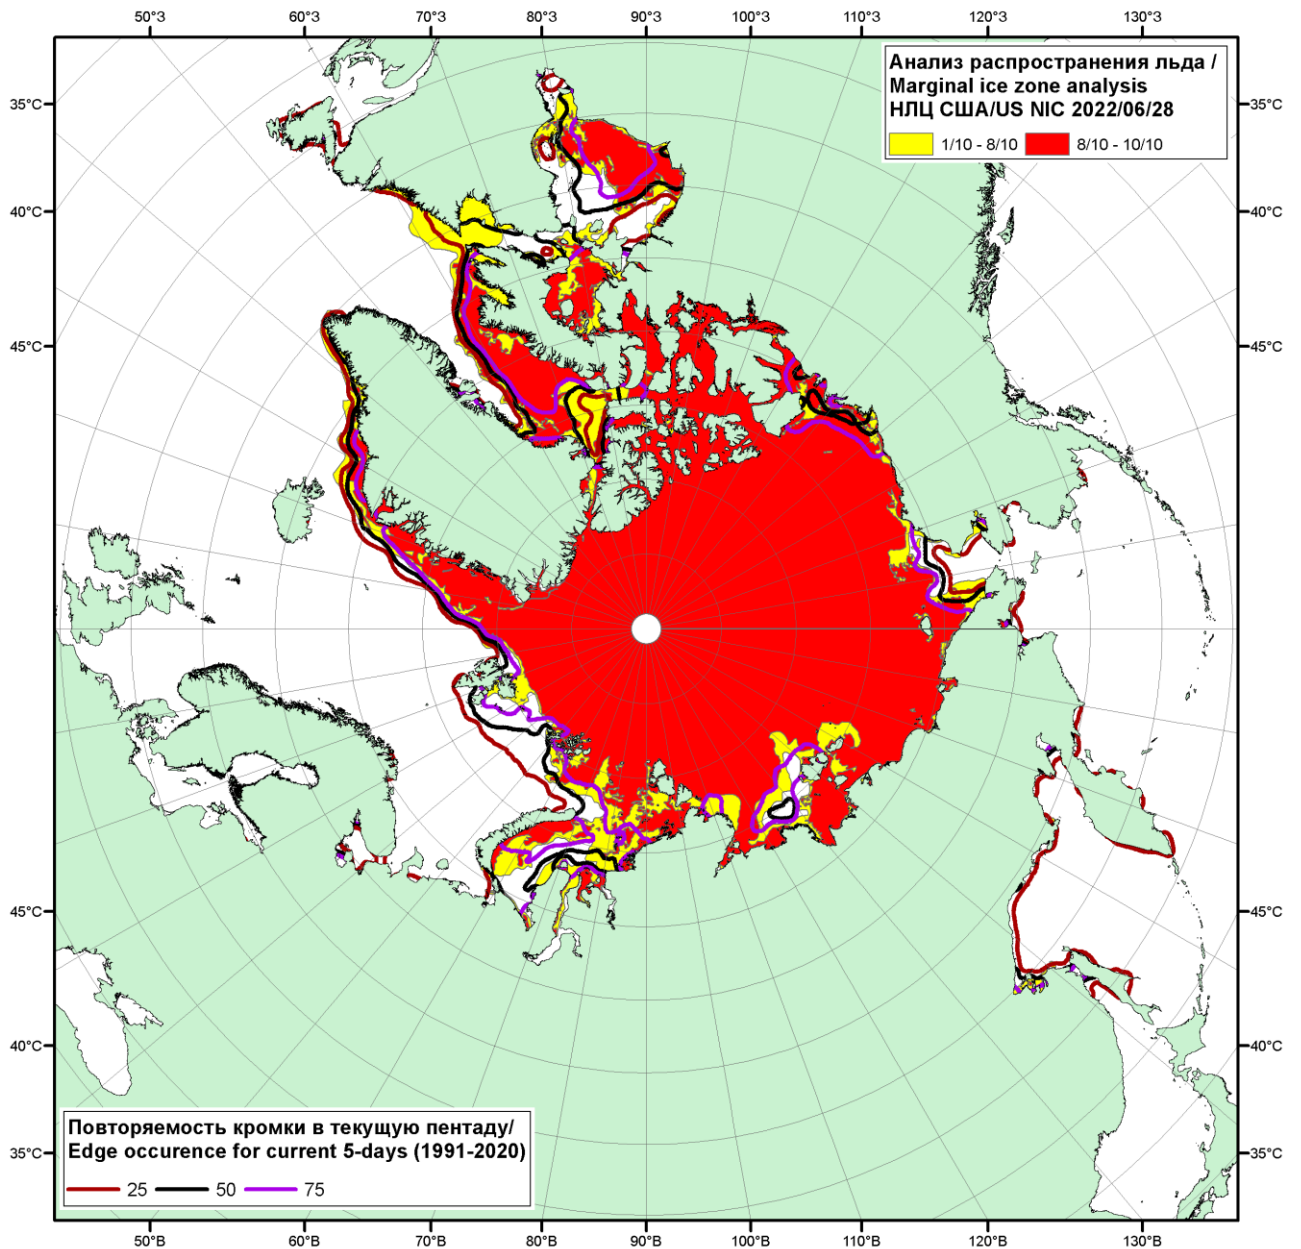 50°З 60°З 70°З 80°З 90°З 100°З 110°З 120°З 130°З
Анализ распространения льда /
Marginal ice zone analysis
НЛЦ США/US NIC 2022/06/28
1/10 - 8/10 8/10 - 10/10
35°С 35°С
40°С 40°С
45°С 45°С
45°С 45°С
40°С 40°С
Повторяемость кромки в текущую пентаду/
Edge occurence for current 5-days (1991-2020)
35°С 35°С
25 50 75
50°В 60°В 70°В 80°В 90°В 100°В 110°В 120°В 130°В